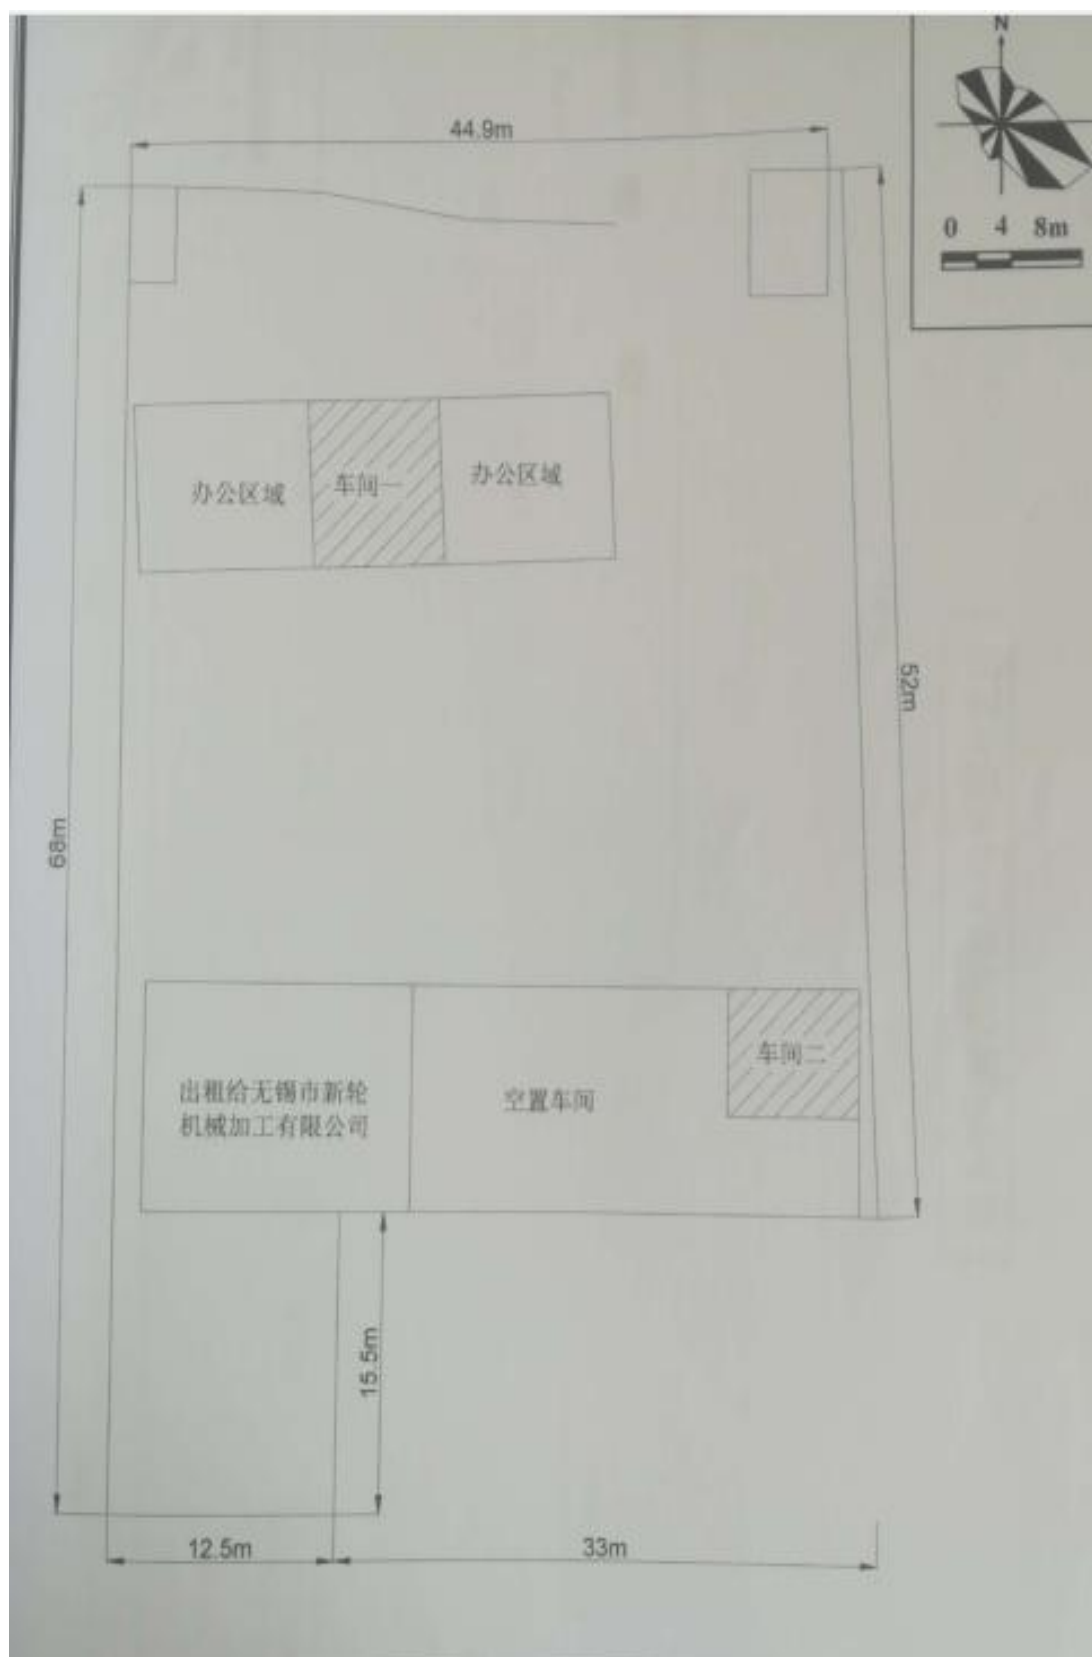 N
44.9m
0 4 8m
办公区域
车间一
办公区域
52m
68m
车间二
出租给无锡市新轮
机械加工有限公司
空置车间
15.5m
12.5m
33m